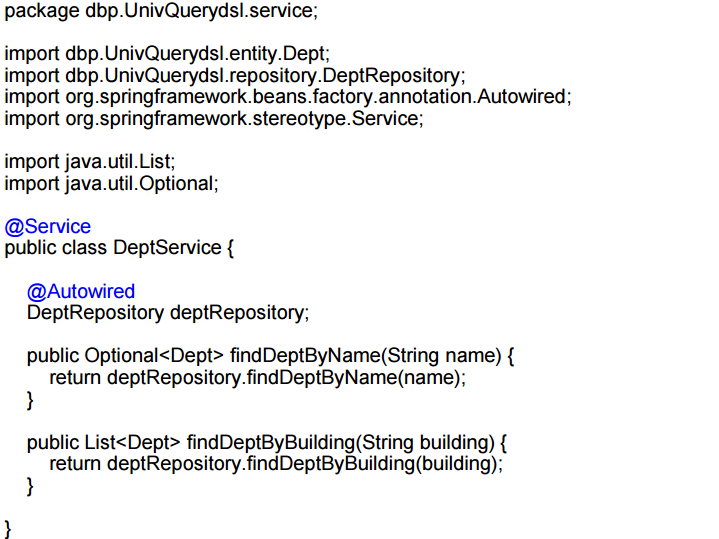 package dbp.UnivQuerydsl.service;

import dbp.UnivQuerydsl.entity.Dept;
import dbp.UnivQuerydsl.repository.DeptRepository;
import org.springframework.beans.factory.annotation.Autowired;
import org.springframework.stereotype.Service;

import java.util.List;
import java.util.Optional;

@Service
public class DeptService {

    @Autowired
    DeptRepository deptRepository;

    public Optional<Dept> findDeptByName(String name) {
        return deptRepository.findDeptByName(name);
    }

    public List<Dept> findDeptByBuilding(String building) {
        return deptRepository.findDeptByBuilding(building);
    }

}